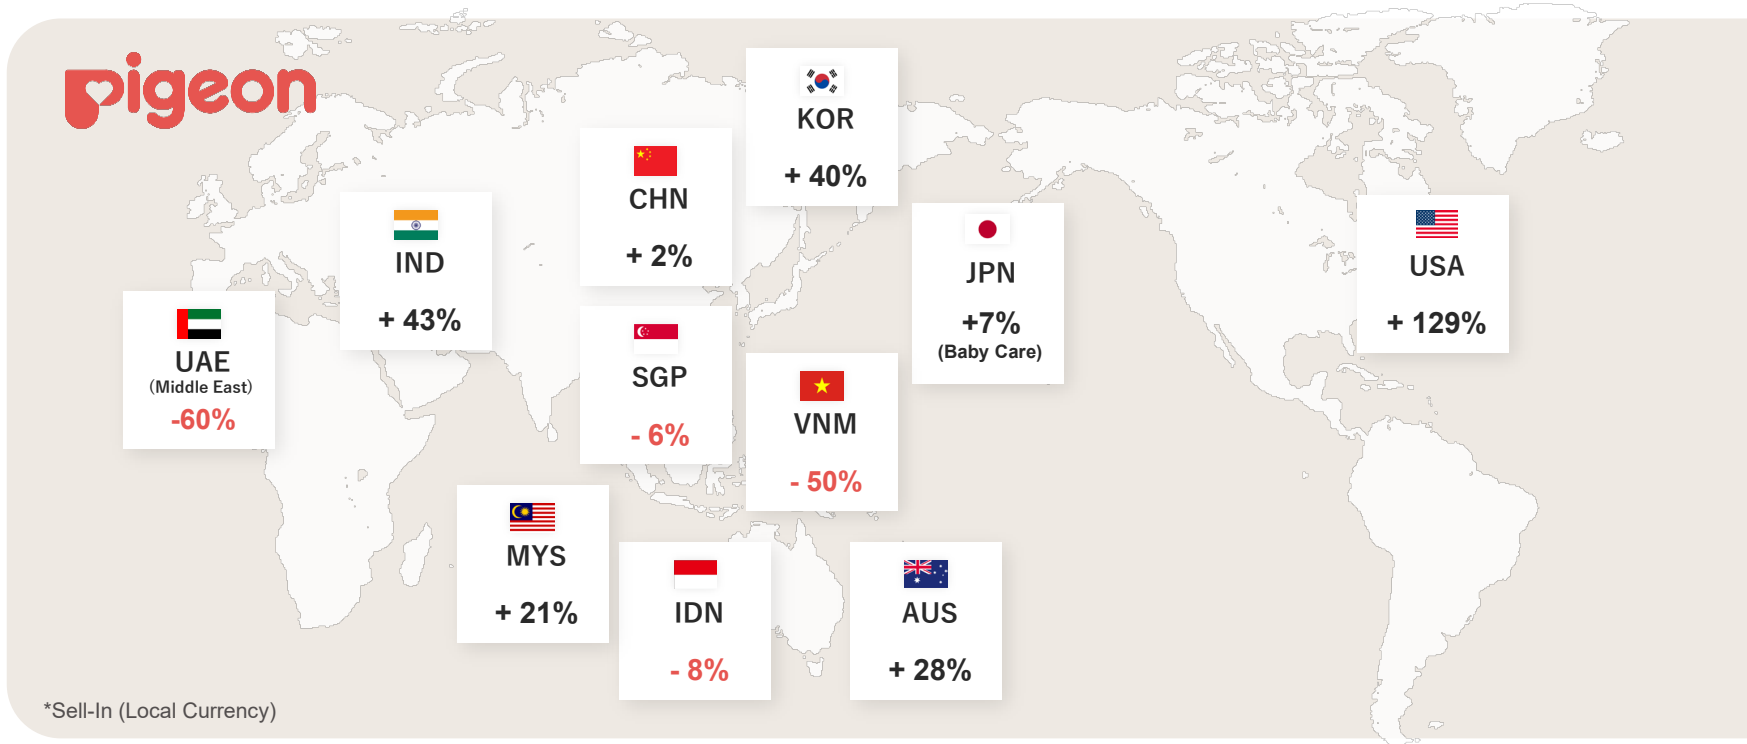 pigeon
KOR
+ 40%
CHN
+ 2%
IND
+ 43%
JPN
+7%
(Baby Care)
USA
+ 129%
UAE
(Middle East)
-60%
SGP
- 6%
VNM
- 50%
MYS
+ 21%
IDN
- 8%
AUS
+ 28%
*Sell-In (Local Currency)